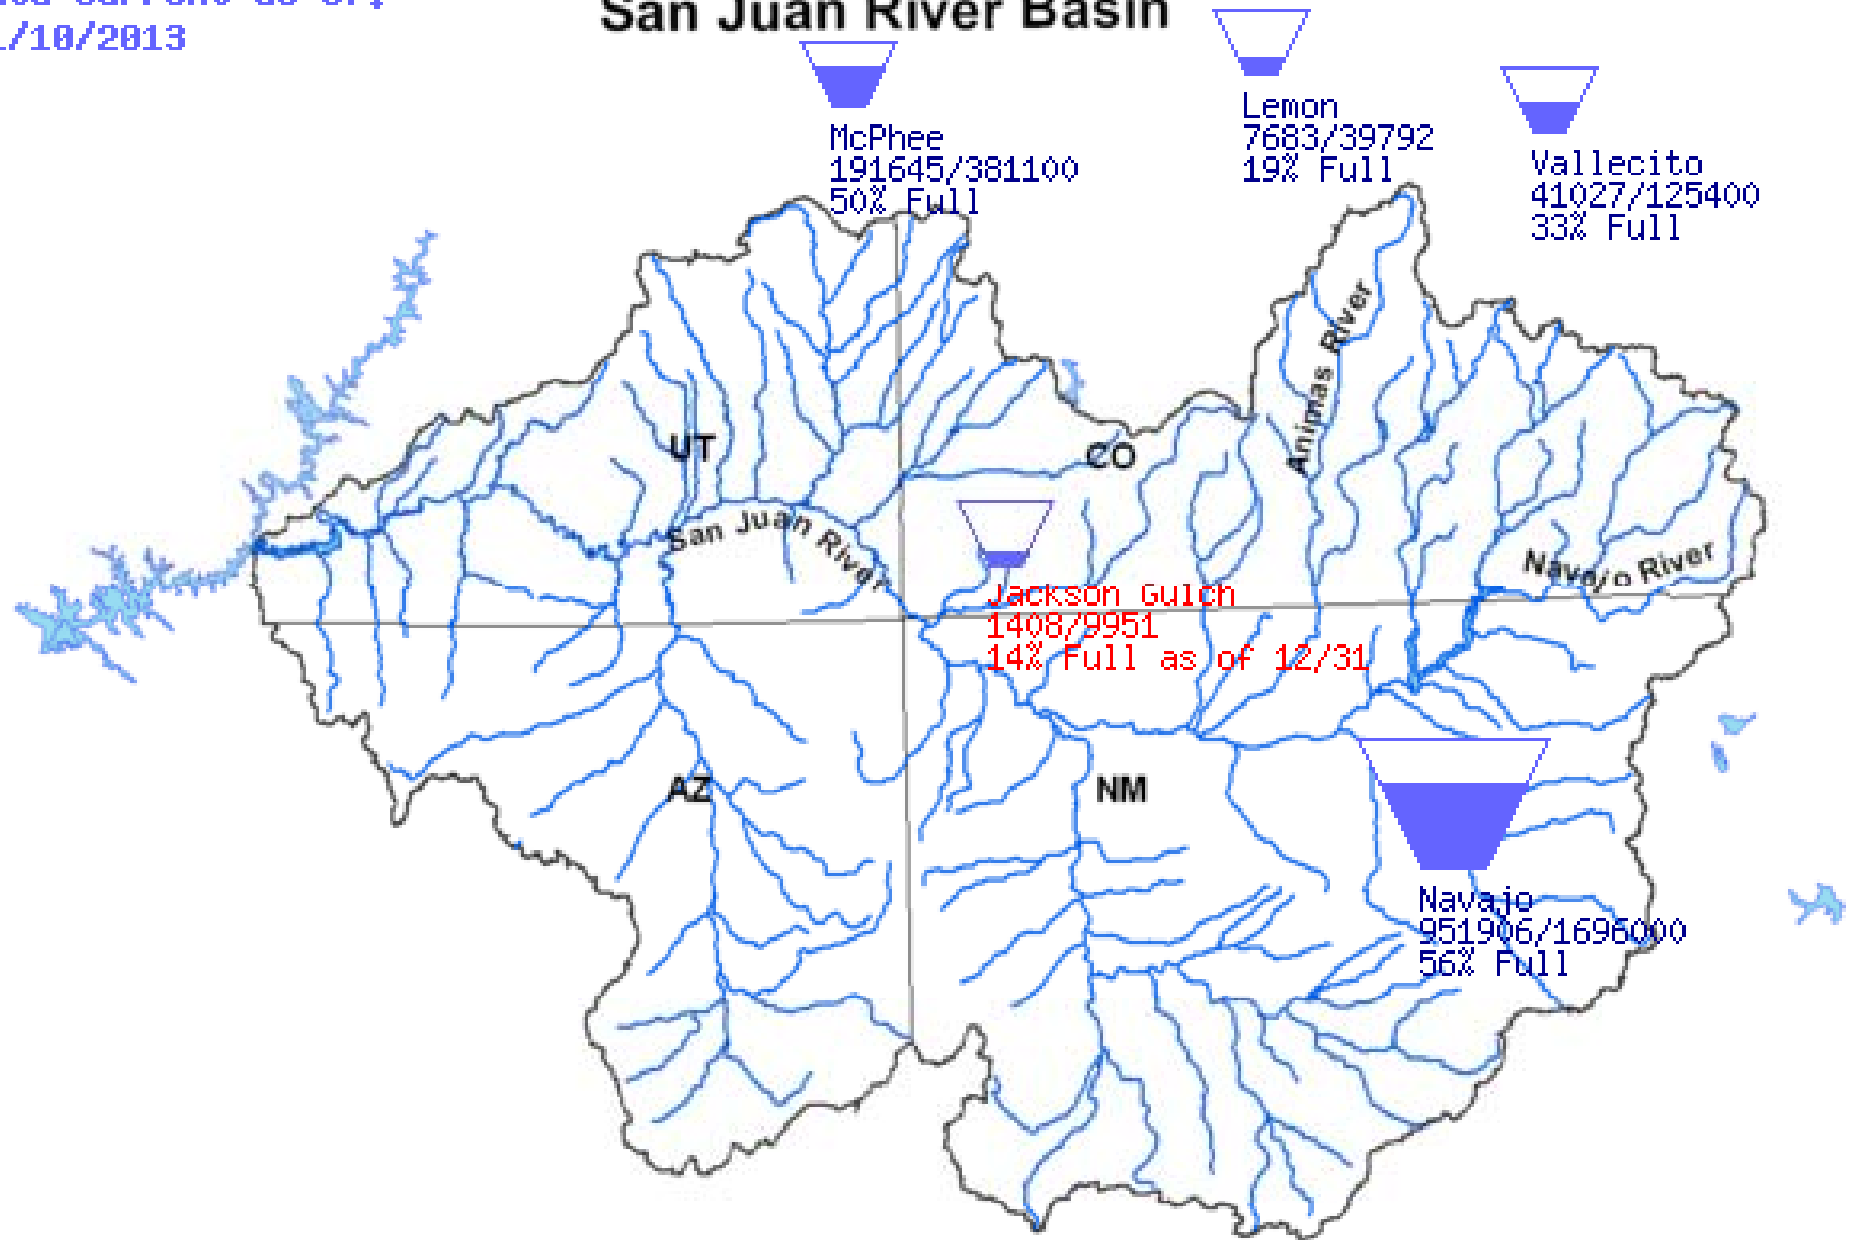 San Juan River Basin
/10/2013
McPhee
191645/381100
50% Full
Lemon
7683/39792
19% Full
Vallecito
41027/125400
33% Full
Animas River
UT
CO
San Juan River
Navajo River
Jackson Gulch
1408/9951
14% Full as of 12/31
AZ
NM
Navajo
951906/1696000
56% Full